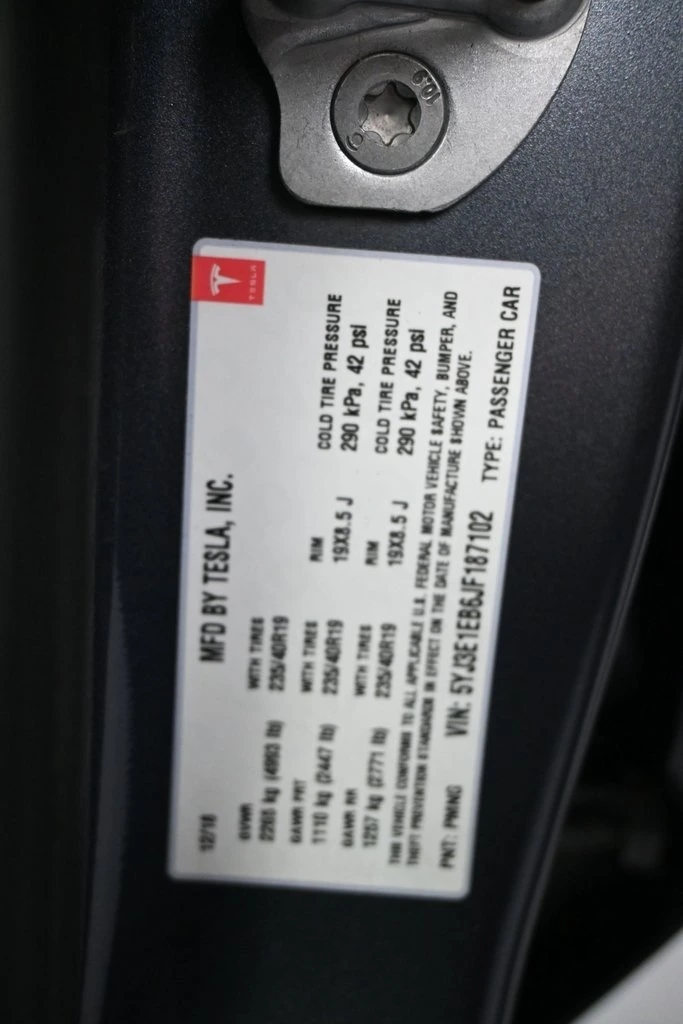 10.9
TESLA
MFD BY TESLA, INC.
12/18
GVWR
2265 kg (4993 lb)
WITH TIRES
235/40R19
GAWR FRT
1110 kg (2447 lb)
WITH TIRES
235/40R19
RIM
19X8.5 J
COLD TIRE PRESSURE
290 kPa, 42 psi
GAWR RR
1257 kg (2771 lb)
WITH TIRES
235/40R19
RIM
19X8.5 J
COLD TIRE PRESSURE
290 kPa, 42 psi
THIS VEHICLE CONFORMS TO ALL APPLICABLE U.S. FEDERAL MOTOR VEHICLE SAFETY, BUMPER, AND
THEFT PREVENTION STANDARDS IN EFFECT ON THE DATE OF MANUFACTURE SHOWN ABOVE.
PNT: PMNG VIN: 5YJ3E1EB6JF187102 TYPE: PASSENGER CAR